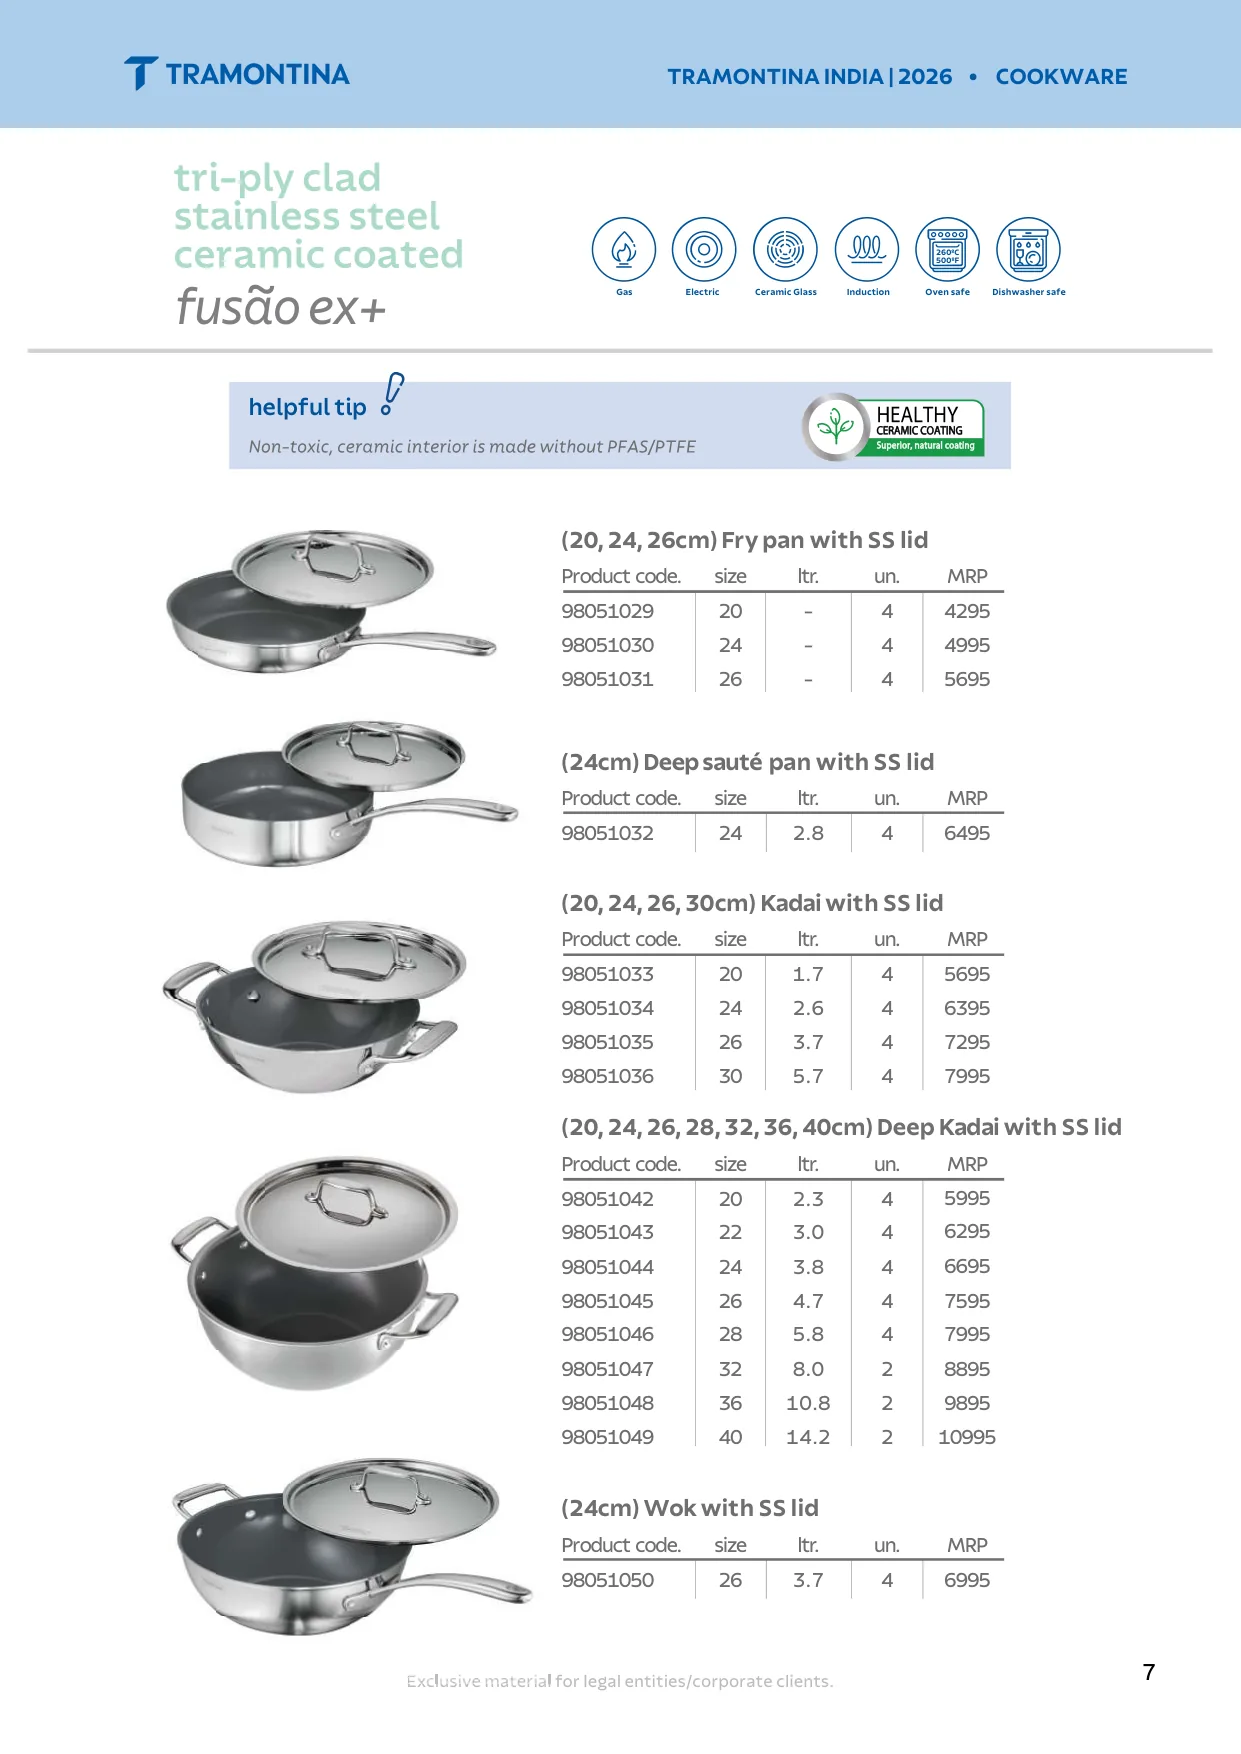 TRAMONTINA
TRAMONTINA INDIA | 2026 • COOKWARE
tri-ply clad
stainless steel
ceramic coated
fusão ex+
260ºC
500ºF
Gas Electric Ceramic Glass Induction Oven safe Dishwasher safe
helpful tip
Non-toxic, ceramic interior is made without PFAS/PTFE
HEALTHY
CERAMIC COATING
Superior, natural coating
(20, 24, 26cm) Fry pan with SS lid
Product code. size ltr. un. MRP
98051029 20 - 4 4295
98051030 24 - 4 4995
98051031 26 - 4 5695
(24cm) Deep sauté pan with SS lid
Product code. size ltr. un. MRP
98051032 24 2.8 4 6495
(20, 24, 26, 30cm) Kadai with SS lid
Product code. size ltr. un. MRP
98051033 20 1.7 4 5695
98051034 24 2.6 4 6395
98051035 26 3.7 4 7295
98051036 30 5.7 4 7995
(20, 24, 26, 28, 32, 36, 40cm) Deep Kadai with SS lid
Product code. size ltr. un. MRP
98051042 20 2.3 4 5995
98051043 22 3.0 4 6295
98051044 24 3.8 4 6695
98051045 26 4.7 4 7595
98051046 28 5.8 4 7995
98051047 32 8.0 2 8895
98051048 36 10.8 2 9895
98051049 40 14.2 2 10995
(24cm) Wok with SS lid
Product code. size ltr. un. MRP
98051050 26 3.7 4 6995
Exclusive material for legal entities/corporate clients.
7